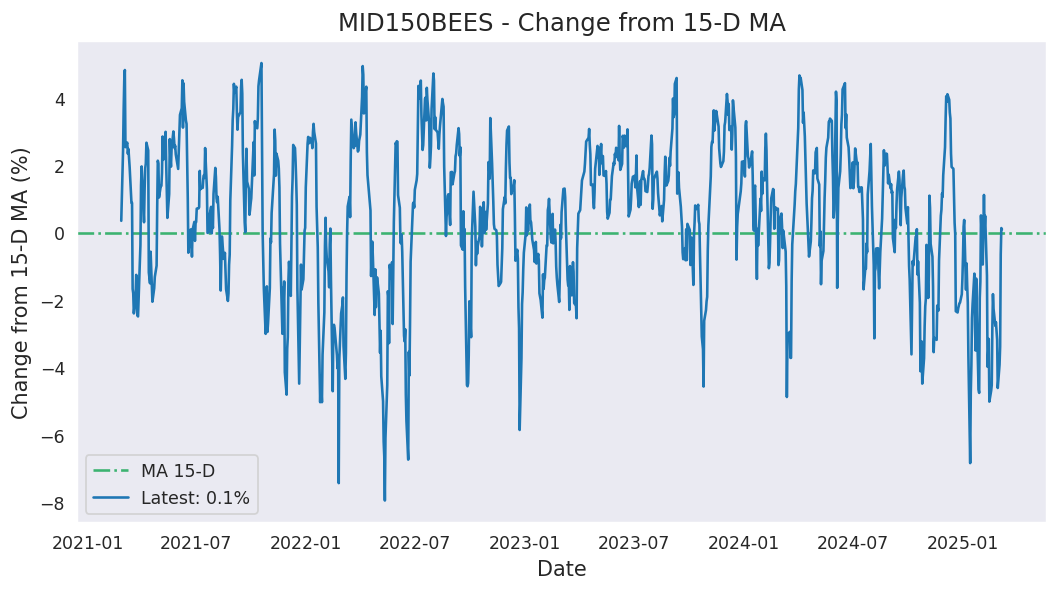 MID150BEES - Change from 15-D MA
Change from 15-D MA (%)
4
2
0
−2
−4
−6
−8
MA 15-D
Latest: 0.1%
2021-01 2021-07 2022-01 2022-07 2023-01 2023-07 2024-01 2024-07 2025-01
Date